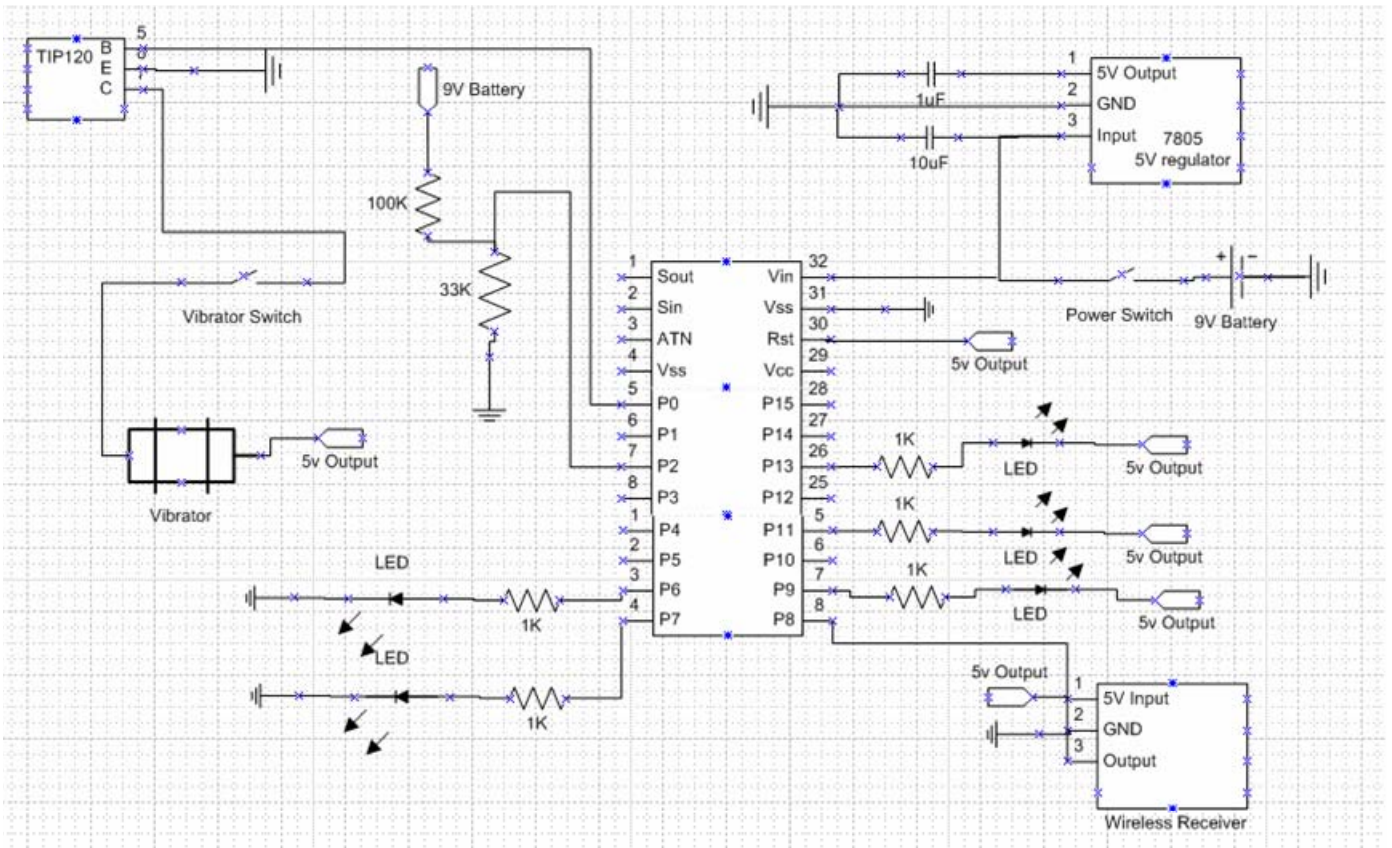 TIP120
B
E
C
5
7
9V Battery
100K
33K
Vibrator Switch
Vibrator
5v Output
1uF
10uF
1
2
3
5V Output
GND
Input
7805
5V regulator
Power Switch
+
−
9V Battery
1
2
3
4
5
6
7
8
1
2
3
4
Sout
Sin
ATN
Vss
P0
P1
P2
P3
P4
P5
P6
P7
Vin
Vss
Rst
Vcc
P15
P14
P13
P12
P11
P10
P9
P8
32
31
30
29
28
27
26
25
5
6
7
8
5v Output
1K
LED
5v Output
1K
LED
5v Output
1K
LED
5v Output
LED
1K
LED
1K
5v Output
1
2
3
5V Input
GND
Output
Wireless Receiver